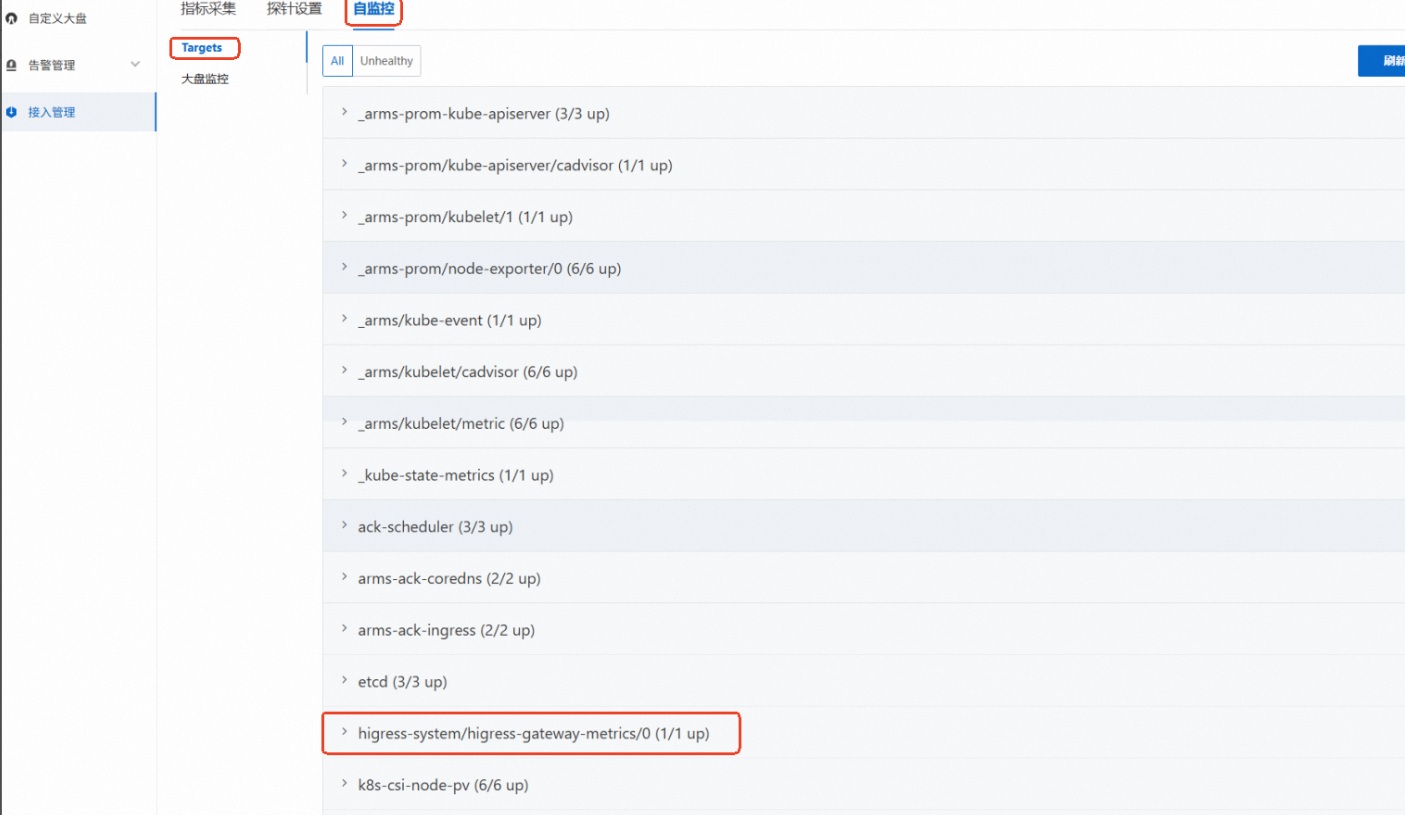 自定义大盘
告警管理
接入管理
指标采集 探针设置 自监控
Targets
大盘监控
All Unhealthy
刷新
_arms-prom-kube-apiserver (3/3 up)
_arms-prom/kube-apiserver/cadvisor (1/1 up)
_arms-prom/kubelet/1 (1/1 up)
_arms-prom/node-exporter/0 (6/6 up)
_arms/kube-event (1/1 up)
_arms/kubelet/cadvisor (6/6 up)
_arms/kubelet/metric (6/6 up)
_kube-state-metrics (1/1 up)
ack-scheduler (3/3 up)
arms-ack-coredns (2/2 up)
arms-ack-ingress (2/2 up)
etcd (3/3 up)
higress-system/higress-gateway-metrics/0 (1/1 up)
k8s-csi-node-pv (6/6 up)